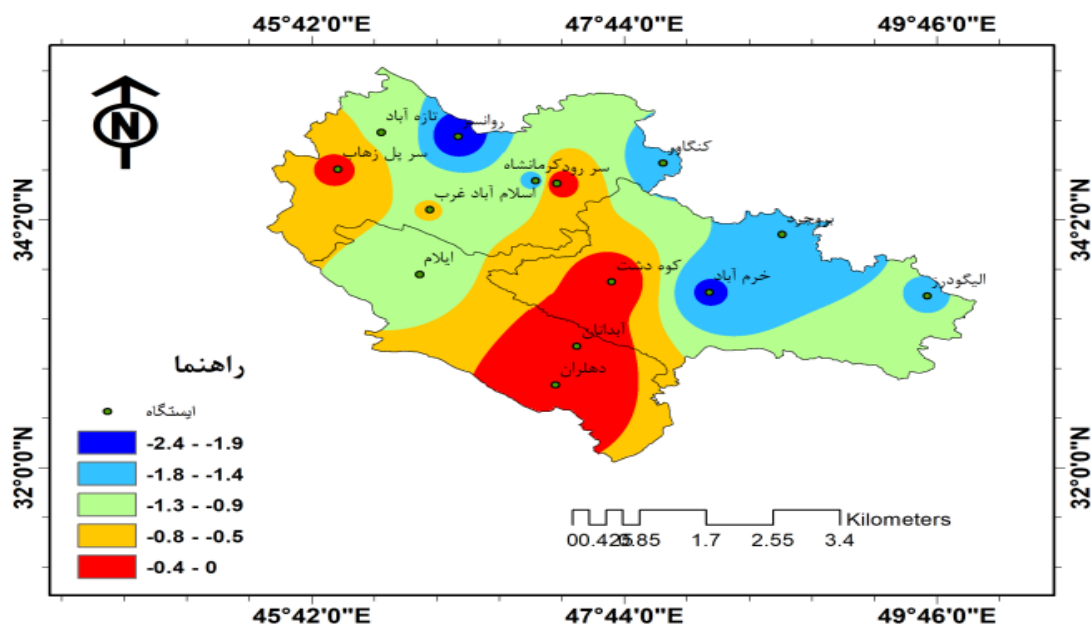 45°42'0"E 47°44'0"E 49°46'0"E
N
تازه آباد
روانسر
سر پل زهاب
کنگاور
سر رود
کرمانشاه
اسلام آباد غرب
34°2'0"N 34°2'0"N
بروجرد
ایلام
کوه دشت
خرم آباد
الیگودرز
آبدانان
دهلران
راهنما
ایستگاه
-2.4 - -1.9
-1.8 - -1.4
-1.3 - -0.9
-0.8 - -0.5
-0.4 - 0
32°0'0"N 32°0'0"N
Kilometers
0 0.425 0.85 1.7 2.55 3.4
45°42'0"E 47°44'0"E 49°46'0"E